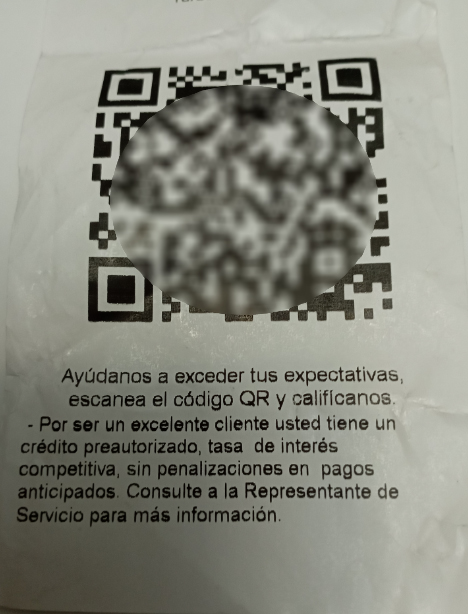 Ayúdanos a exceder tus expectativas,
escanea el código QR y califícanos.
- Por ser un excelente cliente usted tiene un
crédito preautorizado, tasa de interés
competitiva, sin penalizaciones en pagos
anticipados. Consulte a la Representante de
Servicio para más información.